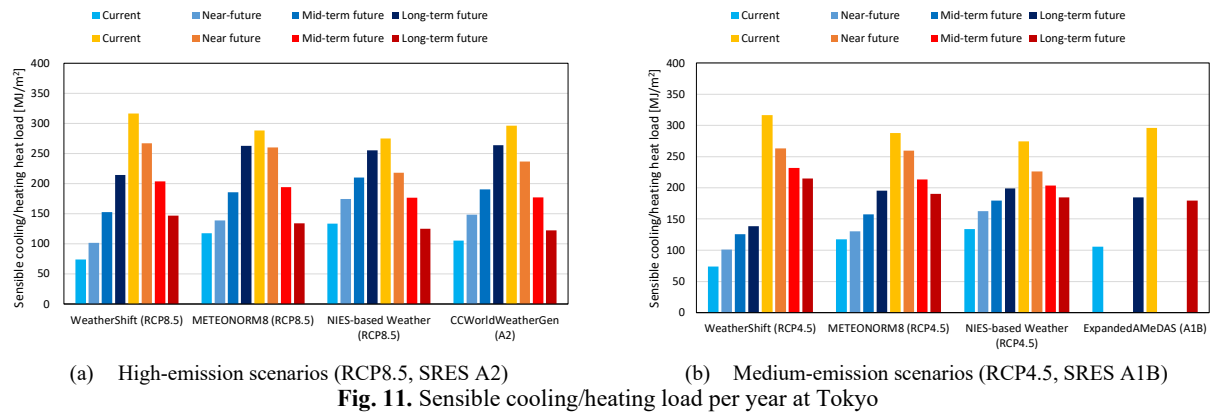 Current Near-future Mid-term future Long-term future
Current Near future Mid-term future Long-term future
Sensible cooling/heating heat load [MJ/m²]
400
350
300
250
200
150
100
50
0
WeatherShift (RCP8.5) METEONORM8 (RCP8.5) NIES-based Weather (RCP8.5) CCWorldWeatherGen (A2)
(a) High-emission scenarios (RCP8.5, SRES A2)
Current Near-future Mid-term future Long-term future
Current Near future Mid-term future Long-term future
Sensible cooling/heating heat load [MJ/m²]
400
350
300
250
200
150
100
50
0
WeatherShift (RCP4.5) METEONORM8 (RCP4.5) NIES-based Weather (RCP4.5) ExpandedAMeDAS (A1B)
(b) Medium-emission scenarios (RCP4.5, SRES A1B)
Fig. 11. Sensible cooling/heating load per year at Tokyo